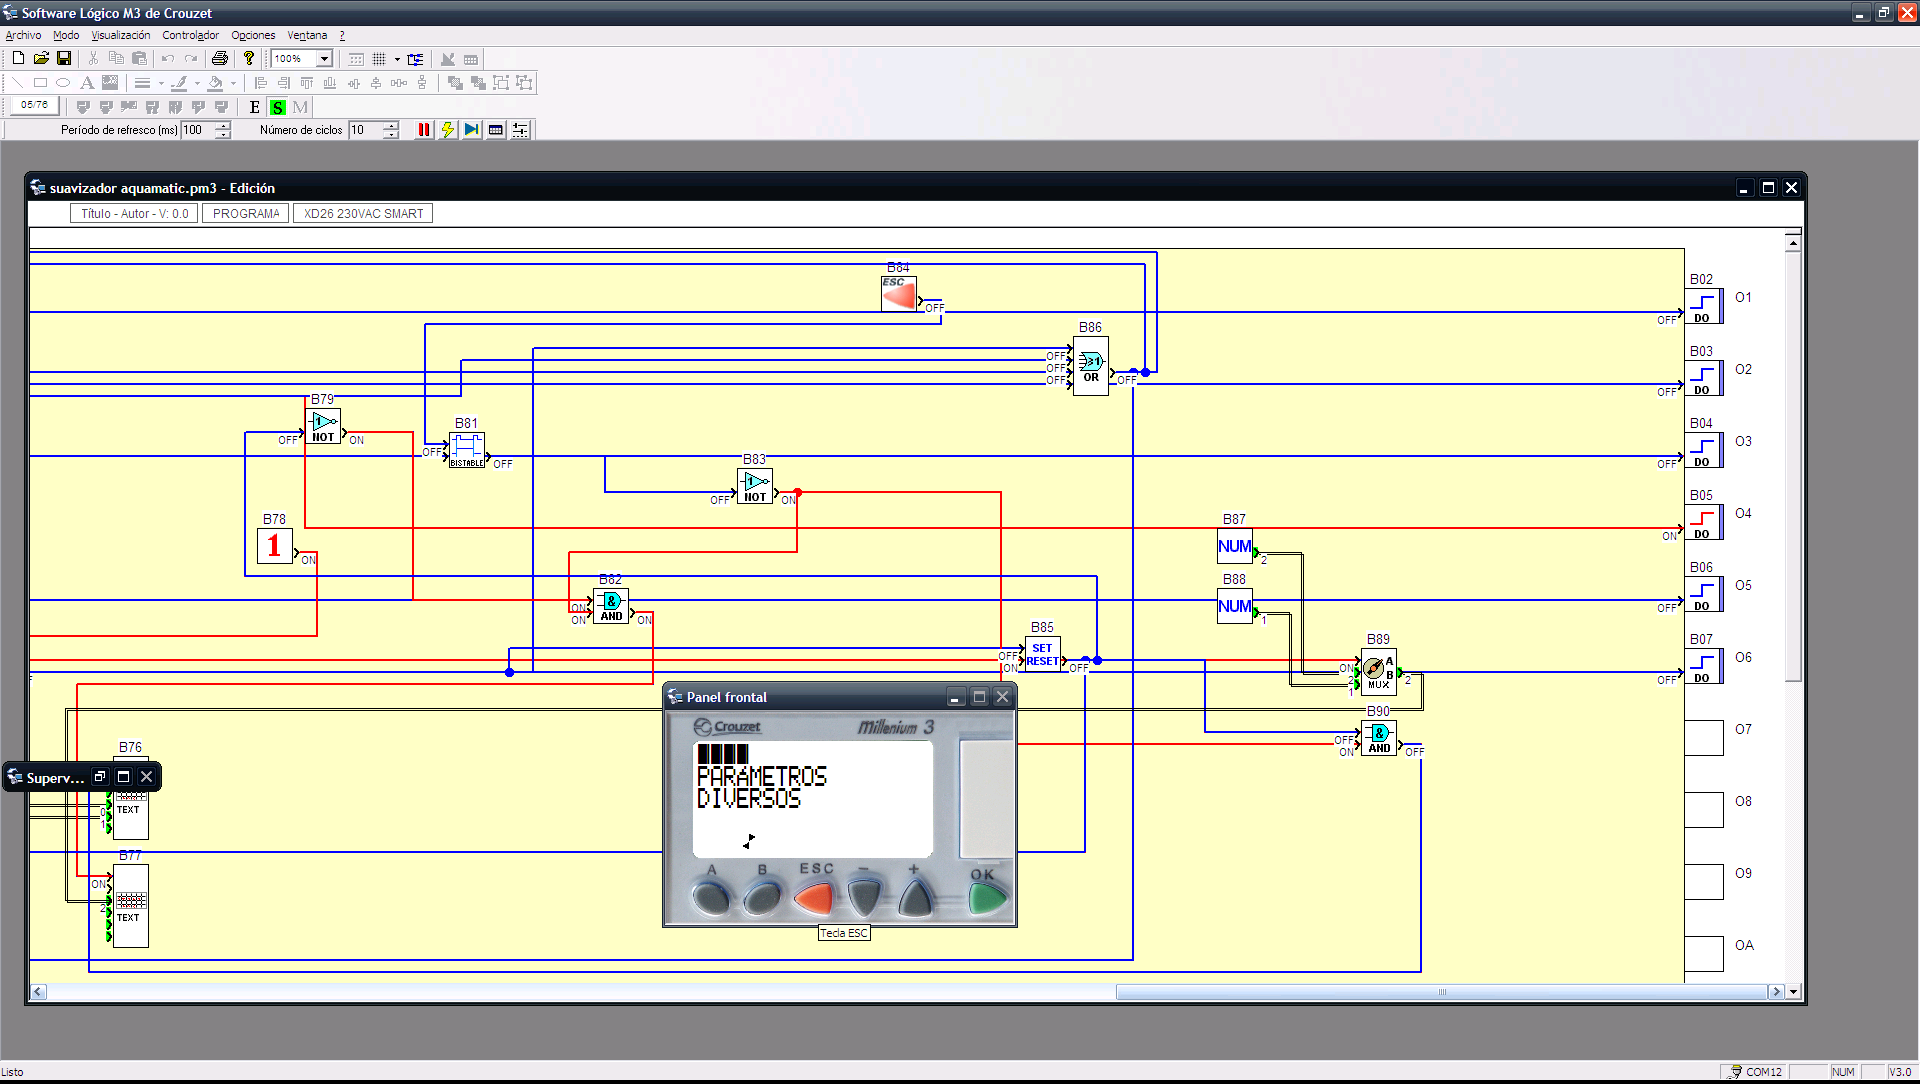 Software Lógico M3 de Crouzet
Archivo Modo Visualización Controlador Opciones Ventana ?
100%
05/76 E S M
Período de refresco (ms) 100 Número de ciclos 10
suavizador aquamatic.pm3 - Edición
Título - Autor - V: 0.0 PROGRAMA XD26 230VAC SMART
B84
ESC
OFF
B02
O1
OFF DO
B86
OFF
OFF
OFF
≥1
OR
OFF
B03
O2
OFF DO
B79
OFF
1
NOT
ON
B81
OFF
BISTABLE
OFF
B04
O3
OFF DO
B83
OFF
1
NOT
ON
B78
1
ON
B87
NUM
2
B05
O4
ON DO
B82
ON
ON
&
AND
ON
B88
NUM
1
B06
O5
OFF DO
B85
OFF
ON
SET
RESET
OFF
B89
ON
2
1
A
B
MUX
2
B07
O6
OFF DO
B90
OFF
ON
&
AND
OFF
O7
O8
O9
OA
B76
0
1
TEXT
Superv...
B77
ON
2
TEXT
Panel frontal
Crouzet Millenium 3
PARAMETROS
DIVERSOS
A B ESC − + OK
Tecla ESC
Listo COM12 NUM V3.0